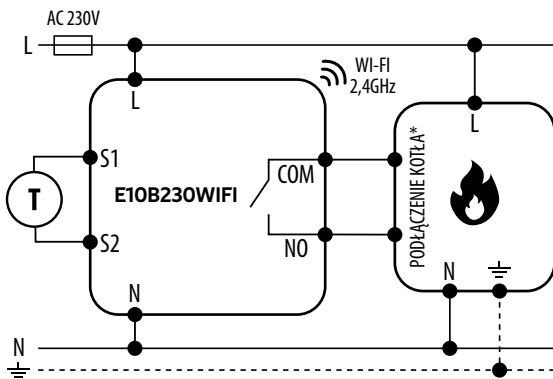 AC 230V
L
WI-FI
2,4GHz
L
L
S1
T
S2
E10B230WIFI
COM
NO
PODŁĄCZENIE KOTŁA*
N
N
N